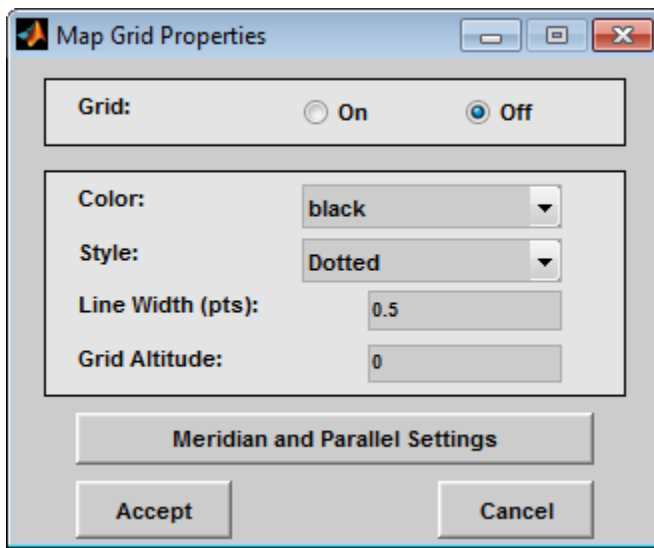 Map Grid Properties
Grid: On Off
Color: black
Style: Dotted
Line Width (pts): 0.5
Grid Altitude: 0
Meridian and Parallel Settings
Accept Cancel